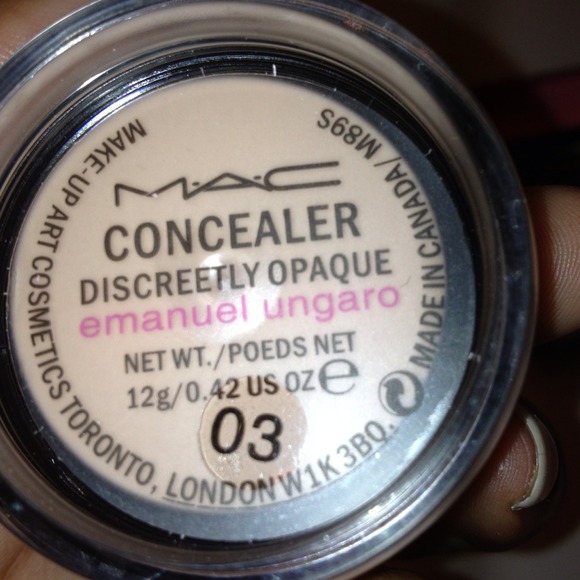 M·A·C
CONCEALER
DISCREETLY OPAQUE
emanuel ungaro
NET WT./POEDS NET
12g/0.42 US OZ e
03
MAKE-UP ART COSMETICS TORONTO, LONDON W1K 3BQ. MADE IN CANADA/ M89S